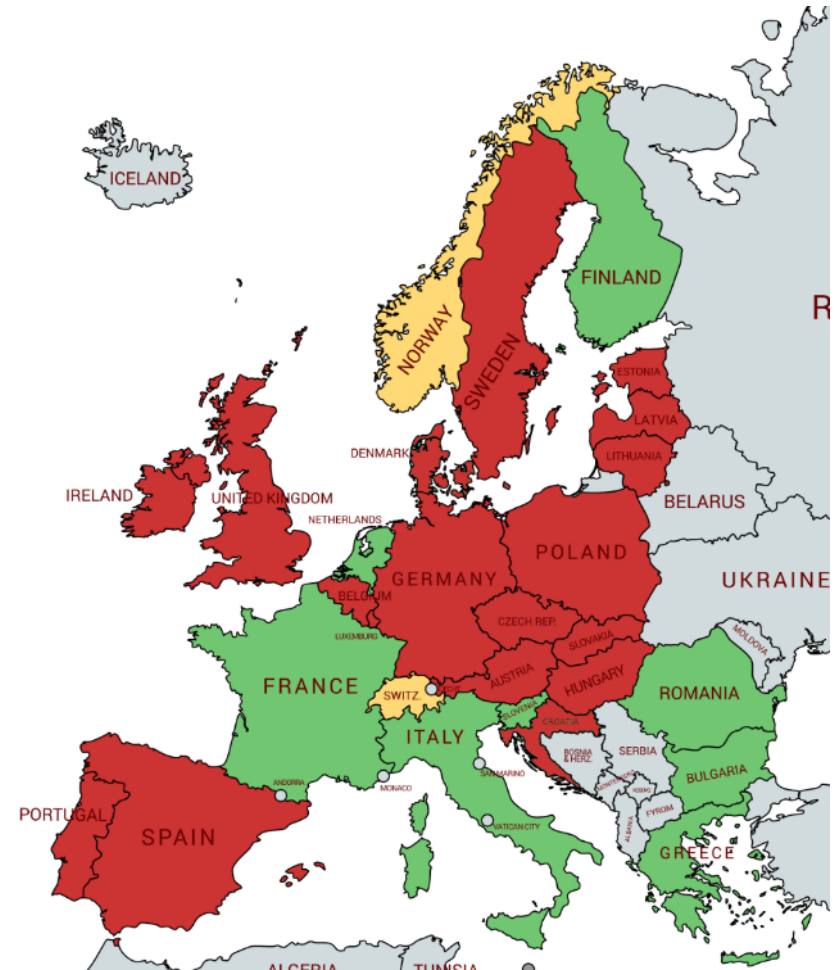 ICELAND
R
FINLAND
NORWAY
SWEDEN
ESTONIA
LATVIA
DENMARK
LITHUANIA
IRELAND
UNITED KINGDOM
BELARUS
NETHERLANDS
POLAND
GERMANY
UKRAINE
BELGIUM
CZECH REP.
LUXEMBURG
SLOVAKIA
MOLDOVA
AUSTRIA
HUNGARY
FRANCE
SWITZ.
ROMANIA
SLOVENIA
CROATIA
ITALY
BOSNIA
& HERZ.
SERBIA
SAN MARINO
BULGARIA
ANDORRA
MONACO
MONTENEGRO
KOSOVO
PORTUGAL
FYROM
SPAIN
VATICAN CITY
ALBANIA
GREECE
ALGERIA
TUNISIA